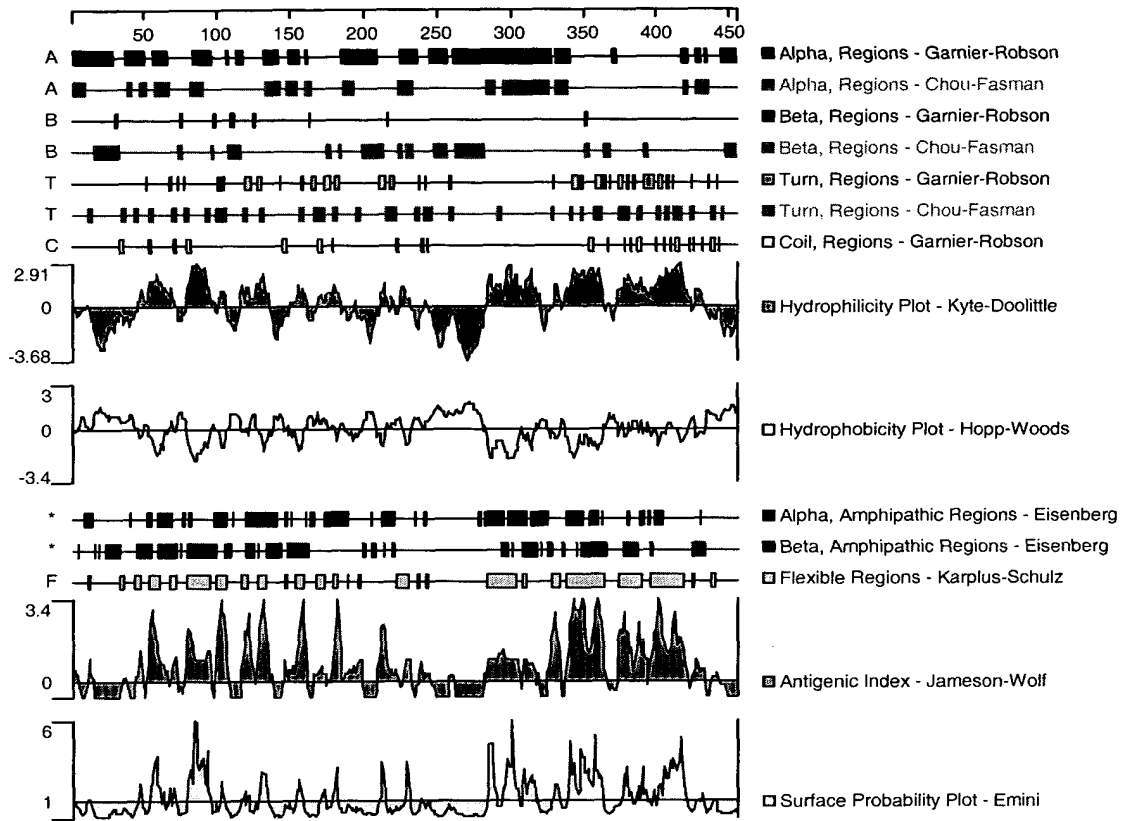 50 100 150 200 250 300 350 400 450
A Alpha, Regions - Garnier-Robson
A Alpha, Regions - Chou-Fasman
B Beta, Regions - Garnier-Robson
B Beta, Regions - Chou-Fasman
T Turn, Regions - Garnier-Robson
T Turn, Regions - Chou-Fasman
C Coil, Regions - Garnier-Robson
2.91
0 Hydrophilicity Plot - Kyte-Doolittle
-3.68
3
0 Hydrophobicity Plot - Hopp-Woods
-3.4
* Alpha, Amphipathic Regions - Eisenberg
* Beta, Amphipathic Regions - Eisenberg
F Flexible Regions - Karplus-Schulz
3.4
0 Antigenic Index - Jameson-Wolf
6
1 Surface Probability Plot - Emini